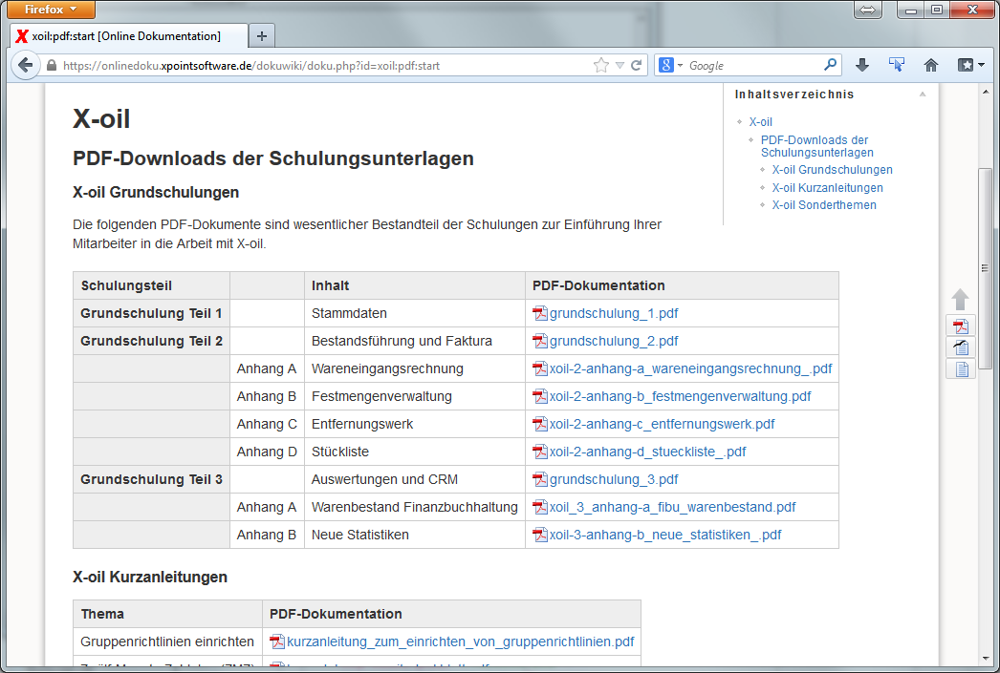 Firefox
xoil:pdf:start [Online Dokumentation]
https://onlinedoku.xpointsoftware.de/dokuwiki/doku.php?id=xoil:pdf:start
Google
X-oil
PDF-Downloads der Schulungsunterlagen
X-oil Grundschulungen
Die folgenden PDF-Dokumente sind wesentlicher Bestandteil der Schulungen zur Einführung Ihrer
Mitarbeiter in die Arbeit mit X-oil.
Inhaltsverzeichnis
X-oil
PDF-Downloads der
Schulungsunterlagen
X-oil Grundschulungen
X-oil Kurzanleitungen
X-oil Sonderthemen
Schulungsteil Inhalt PDF-Dokumentation
Grundschulung Teil 1 Stammdaten grundschulung_1.pdf
Grundschulung Teil 2 Bestandsführung und Faktura grundschulung_2.pdf
Anhang A Wareneingangsrechnung xoil-2-anhang-a_wareneingangsrechnung_.pdf
Anhang B Festmengenverwaltung xoil-2-anhang-b_festmengenverwaltung.pdf
Anhang C Entfernungswerk xoil-2-anhang-c_entfernungswerk.pdf
Anhang D Stückliste xoil-2-anhang-d_stueckliste_.pdf
Grundschulung Teil 3 Auswertungen und CRM grundschulung_3.pdf
Anhang A Warenbestand Finanzbuchhaltung xoil_3_anhang-a_fibu_warenbestand.pdf
Anhang B Neue Statistiken xoil-3-anhang-b_neue_statistiken_.pdf
X-oil Kurzanleitungen
Thema PDF-Dokumentation
Gruppenrichtlinien einrichten kurzanleitung_zum_einrichten_von_gruppenrichtlinien.pdf